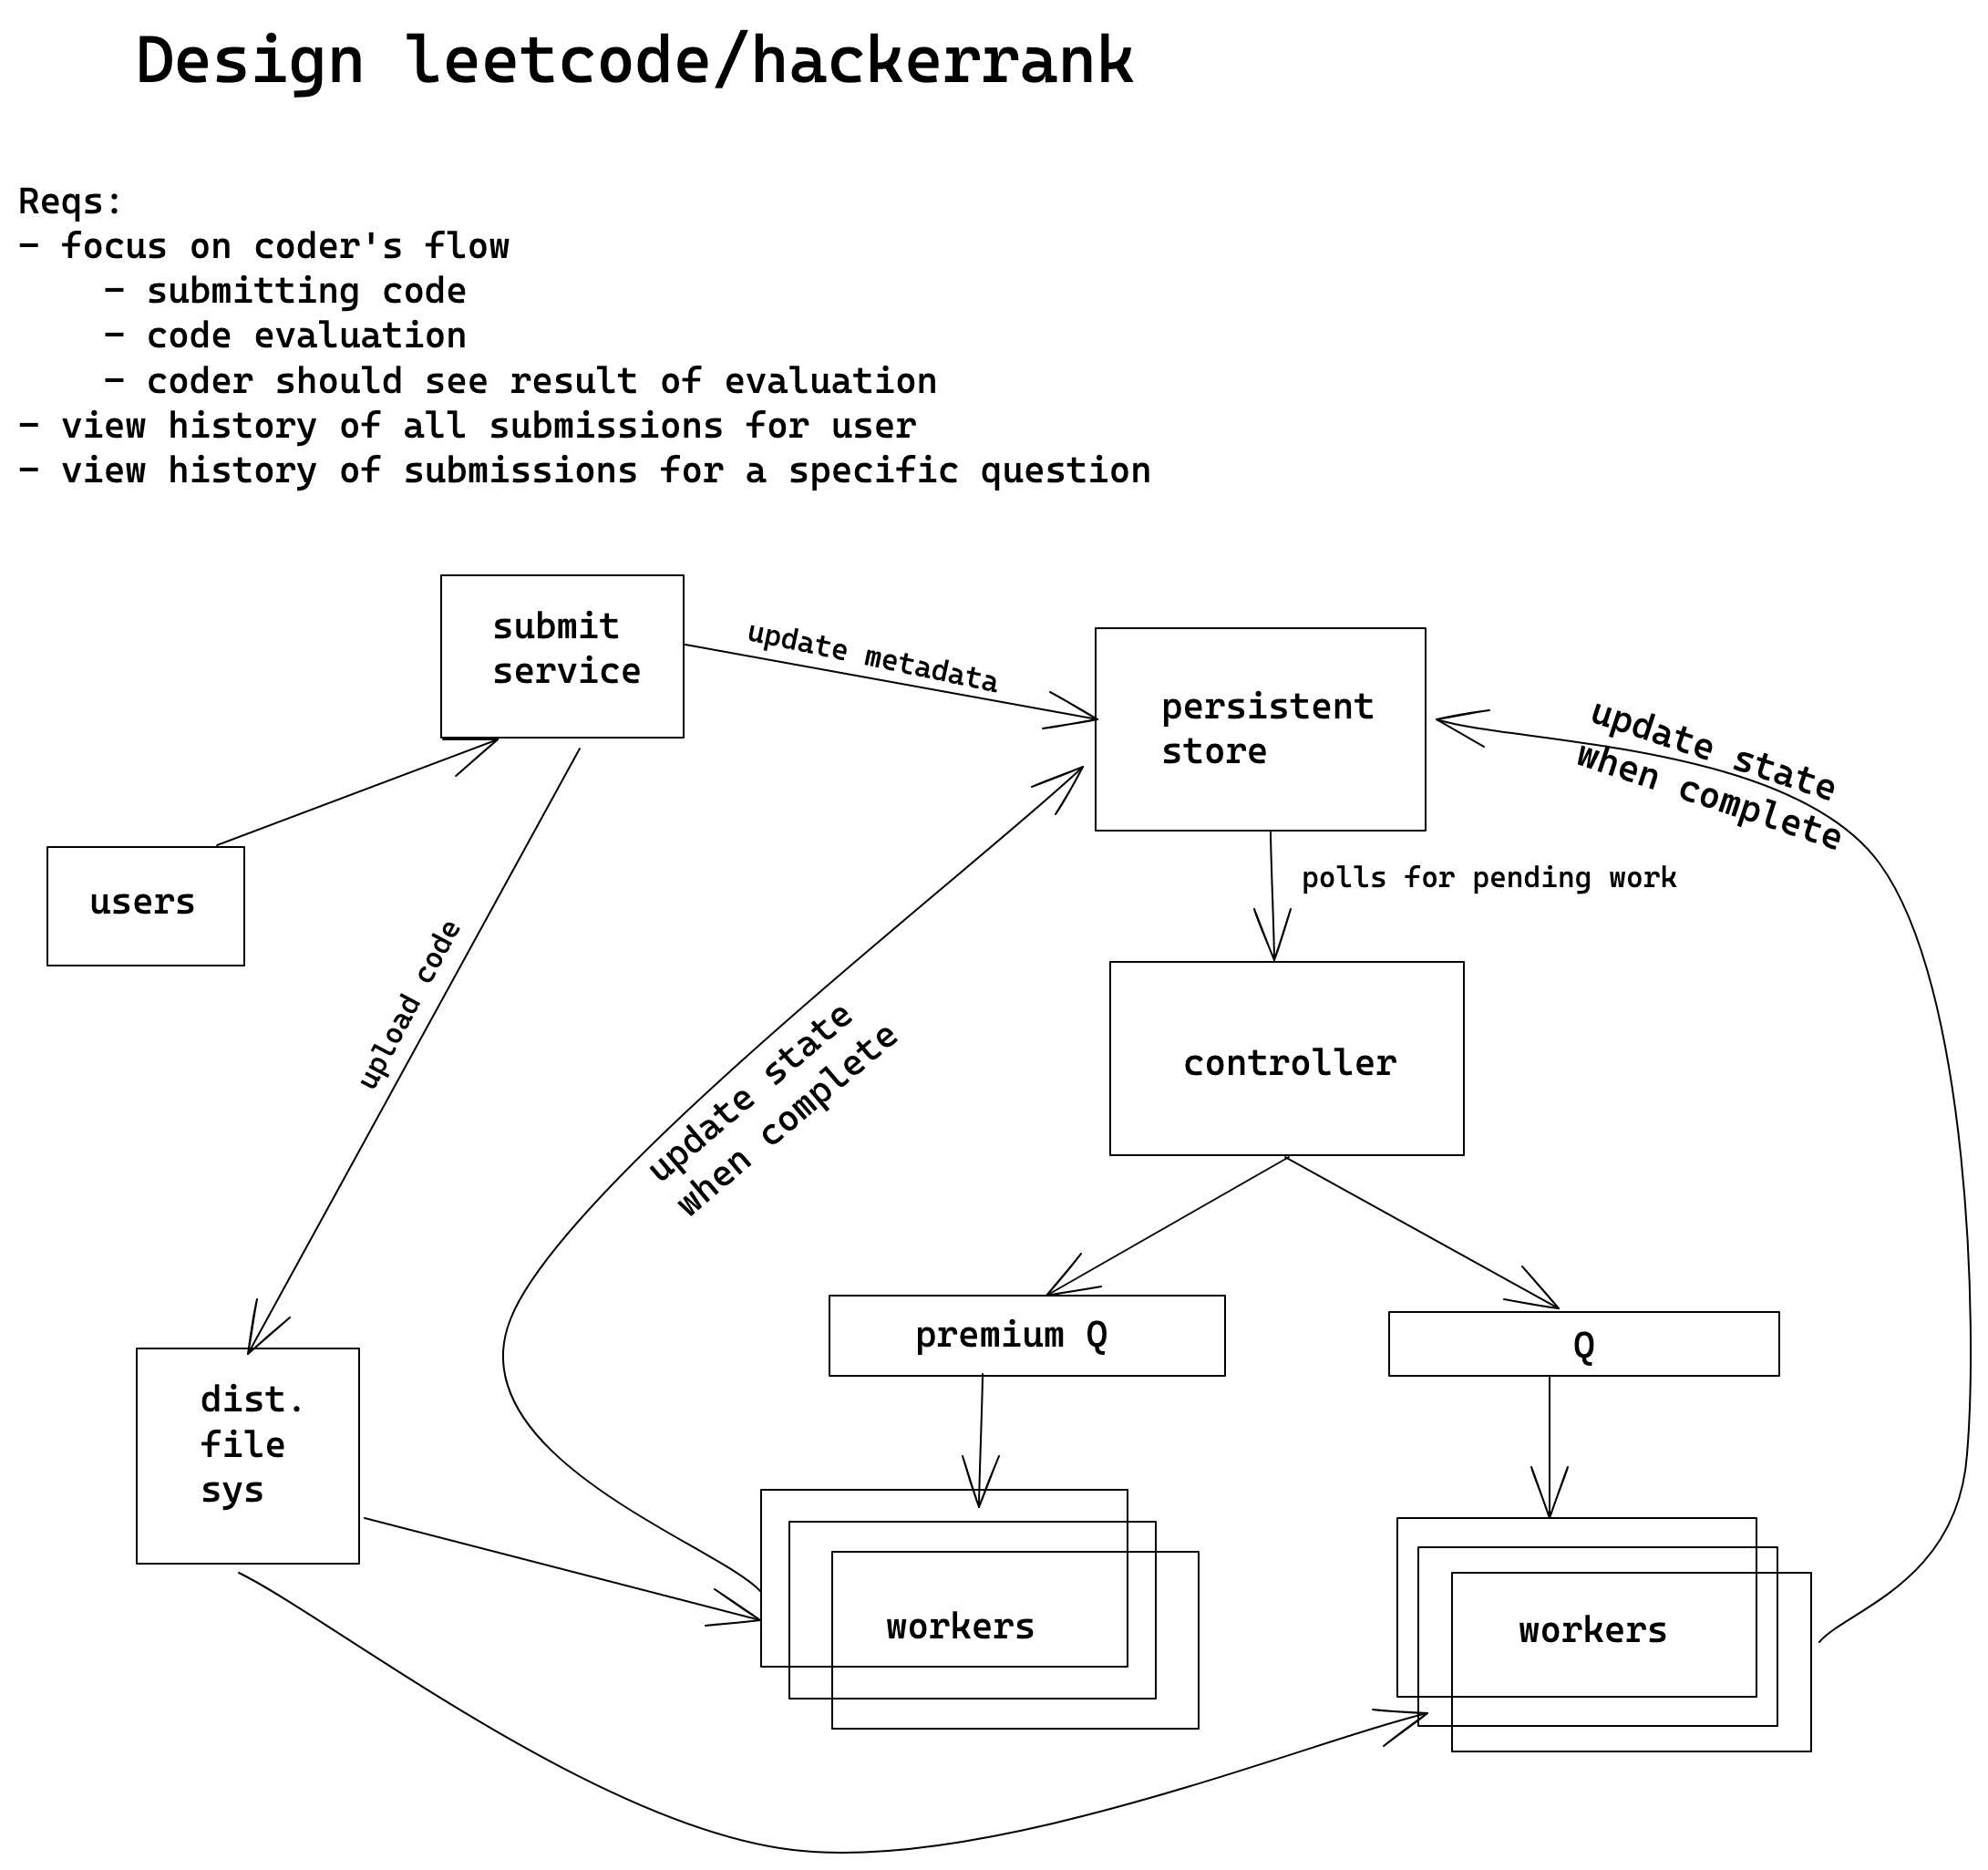 Design leetcode/hackerrank
Reqs:
- focus on coder's flow
    - submitting code
    - code evaluation
    - coder should see result of evaluation
- view history of all submissions for user
- view history of submissions for a specific question
submit
service
update metadata
persistent
store
update state
when complete
users
polls for pending work
upload code
controller
update state
when complete
premium Q
Q
dist.
file
sys
workers
workers